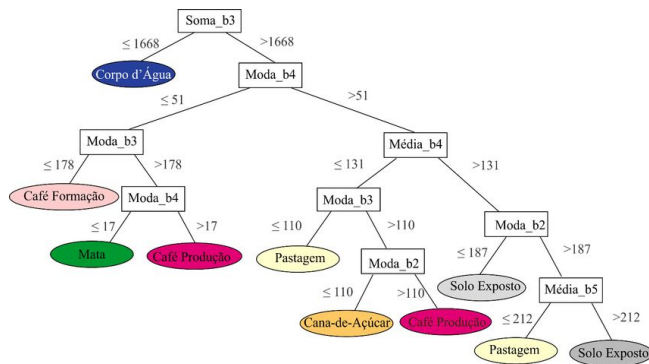 Soma_b3
≤ 1668 >1668
Corpo d'Água Moda_b4
≤ 51 >51
Moda_b3 Média_b4
≤ 178 >178 ≤ 131 >131
Café Formação Moda_b4 Moda_b3 Moda_b2
≤ 17 >17 ≤ 110 >110 ≤ 187 >187
Mata Café Produção Pastagem Moda_b2 Solo Exposto Média_b5
≤ 110 >110 ≤ 212 >212
Cana-de-Açúcar Café Produção Pastagem Solo Exposto